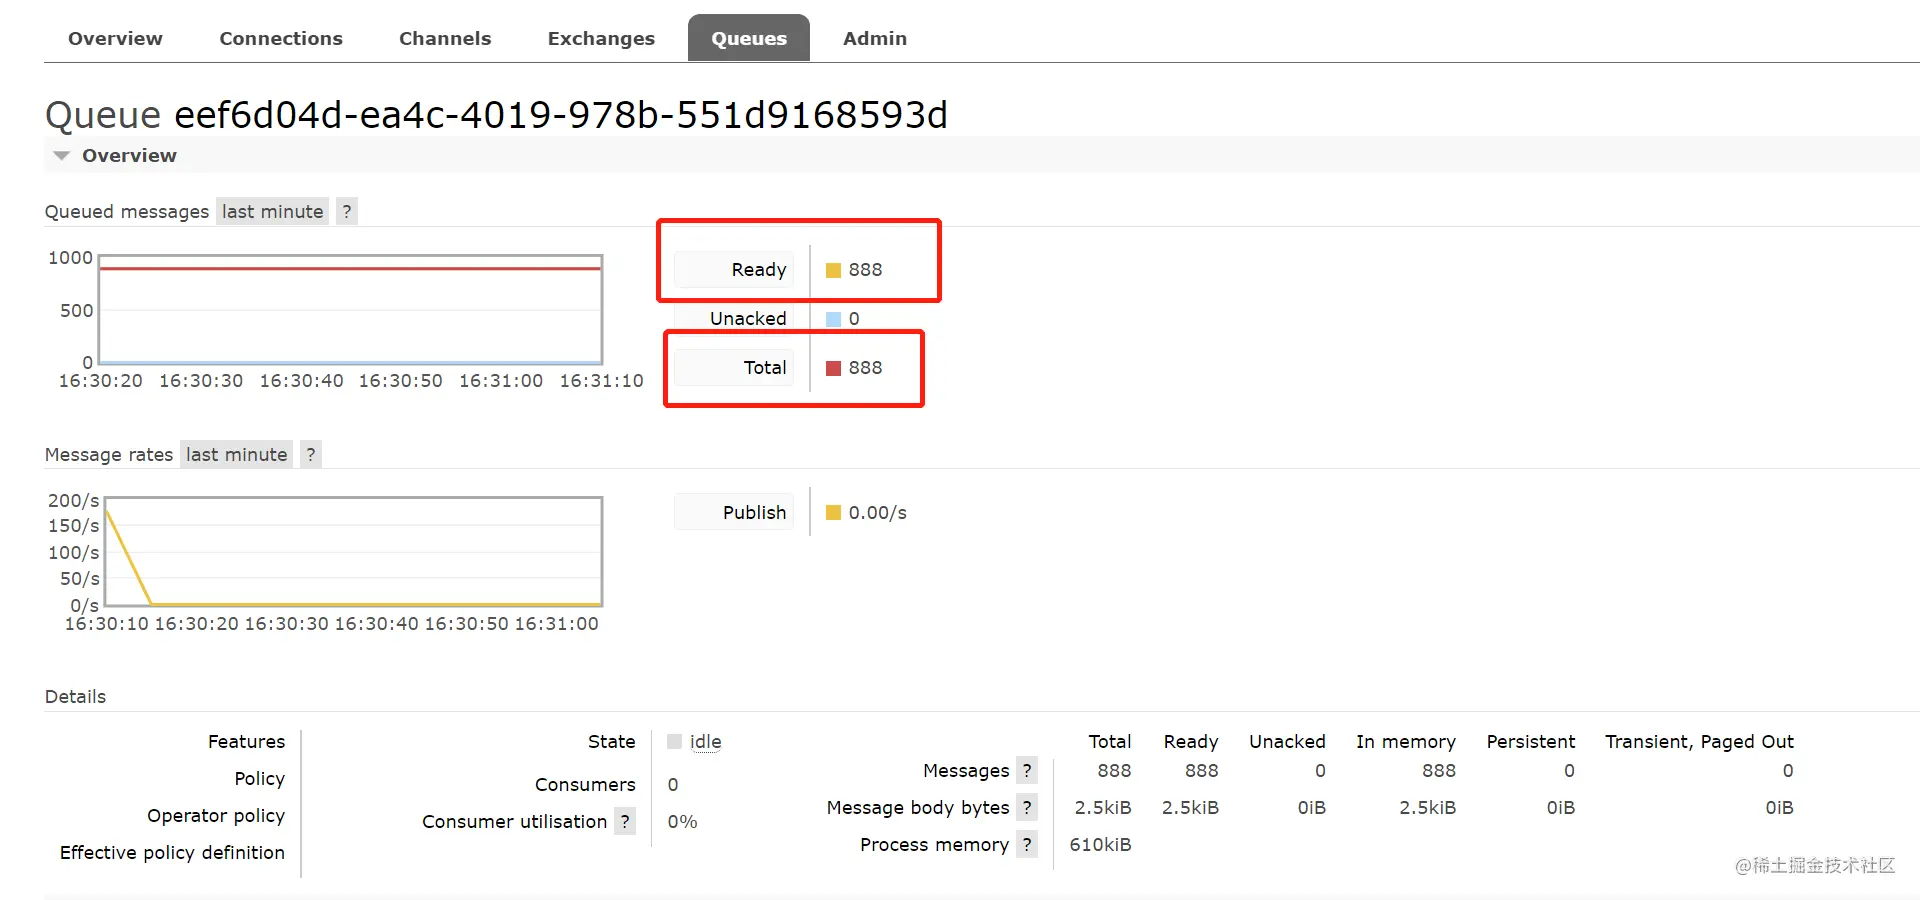 Overview Connections Channels Exchanges Queues Admin
Queue eef6d04d-ea4c-4019-978b-551d9168593d
Overview
Queued messages last minute ?
1000
500
0
16:30:20 16:30:30 16:30:40 16:30:50 16:31:00 16:31:10
Ready 888
Unacked 0
Total 888
Message rates last minute ?
200/s
150/s
100/s
50/s
0/s
16:30:10 16:30:20 16:30:30 16:30:40 16:30:50 16:31:00
Publish 0.00/s
Details
Features
Policy
Operator policy
Effective policy definition
State idle
Consumers 0
Consumer utilisation ? 0%
Total Ready Unacked In memory Persistent Transient, Paged Out
Messages ? 888 888 0 888 0 0
Message body bytes ? 2.5kiB 2.5kiB 0iB 2.5kiB 0iB 0iB
Process memory ? 610kiB
@稀土掘金技术社区